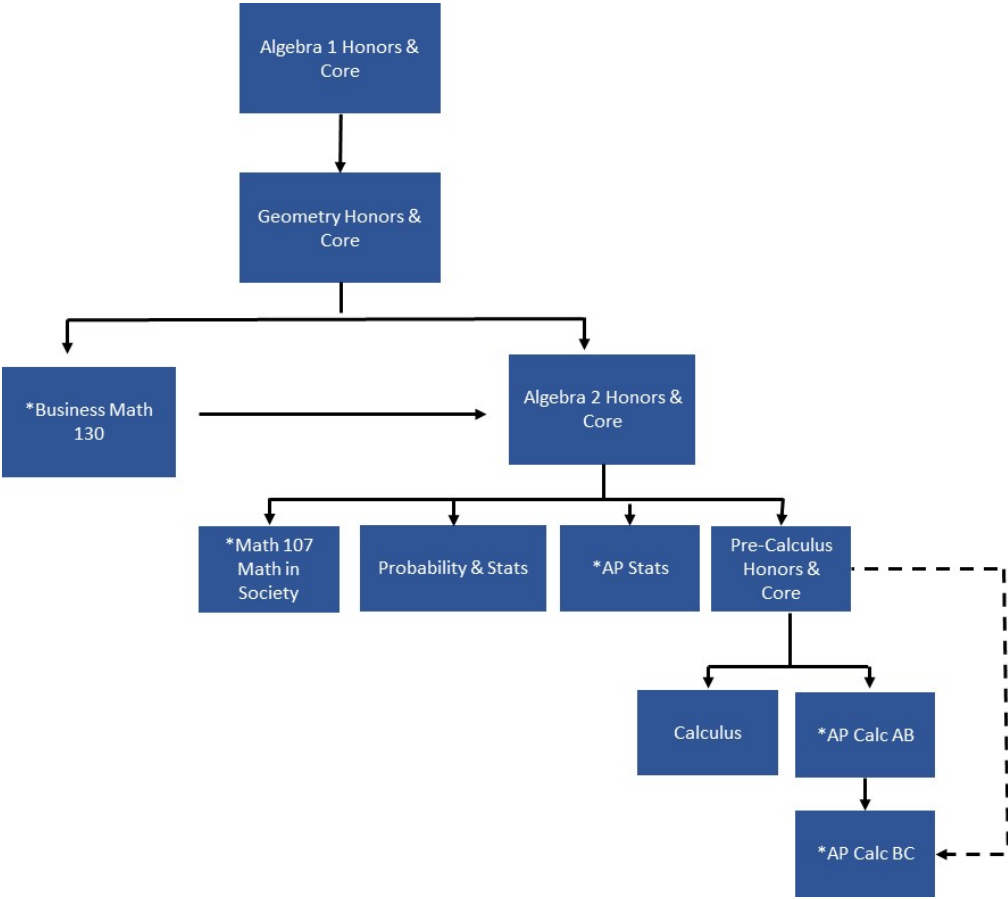 Algebra 1 Honors &
Core
Geometry Honors &
Core
*Business Math
130
Algebra 2 Honors &
Core
*Math 107
Math in
Society
Probability & Stats
*AP Stats
Pre-Calculus
Honors &
Core
Calculus
*AP Calc AB
*AP Calc BC